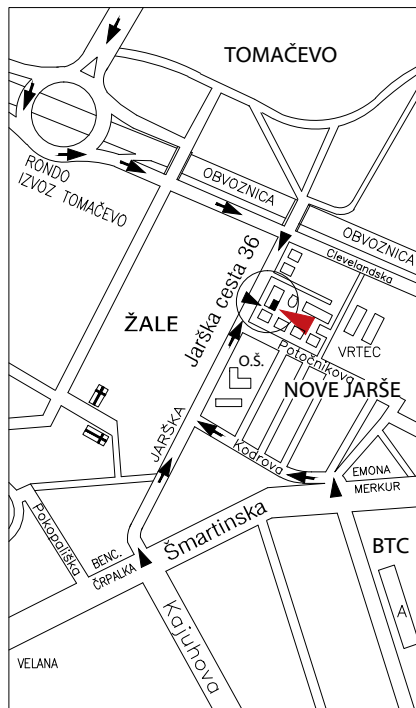 TOMAČEVO
RONDO
IZVOZ TOMAČEVO
OBVOZNICA
OBVOZNICA
Clevelandska
Jarška cesta 36
ŽALE
VRTEC
Potočnikova
O.Š.
NOVE JARŠE
JARŠKA
Kodrova
EMONA
MERKUR
Šmartinska
BENC.
ČRPALKA
Pokopališka
BTC
Kajuhova
A
VELANA